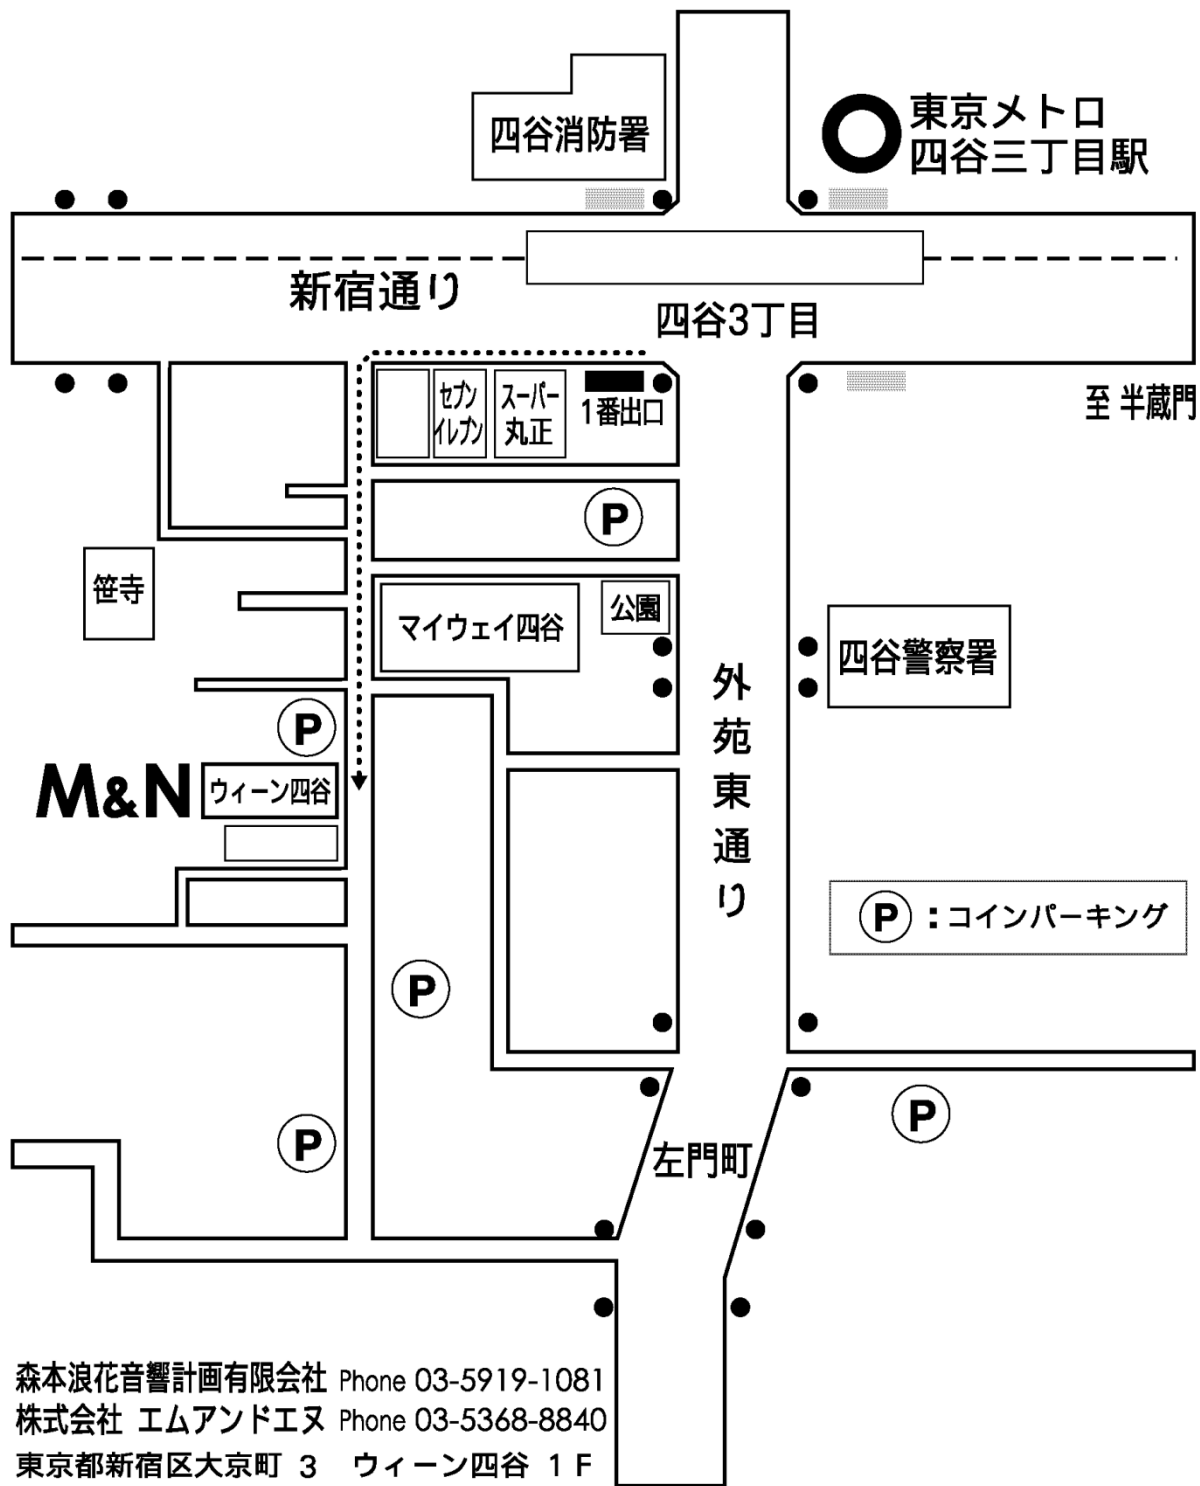 四谷消防署
東京メトロ
四谷三丁目駅
新宿通り
四谷3丁目
セブン
イレブン
スーパー
丸正
1番出口
至 半蔵門
P
笹寺
マイウェイ四谷
公園
四谷警察署
外苑東通り
P
M&N
ウィーン四谷
P：コインパーキング
P
P
P
左門町
森本浪花音響計画有限会社 Phone 03-5919-1081
株式会社 エムアンドエヌ Phone 03-5368-8840
東京都新宿区大京町 3 ウィーン四谷 1F